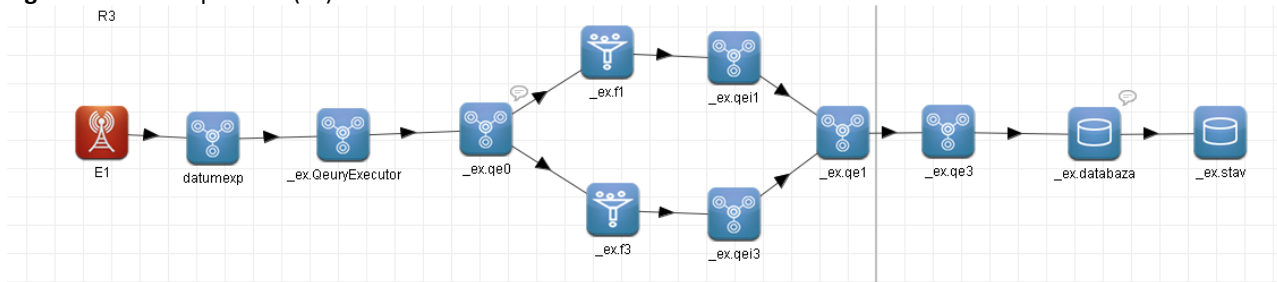 R3
_ex.f1
_ex.qei1
E1
datumexp
_ex.QeuryExecutor
_ex.qe0
_ex.qe1
_ex.qe3
_ex.databaza
_ex.stav
_ex.f3
_ex.qei3